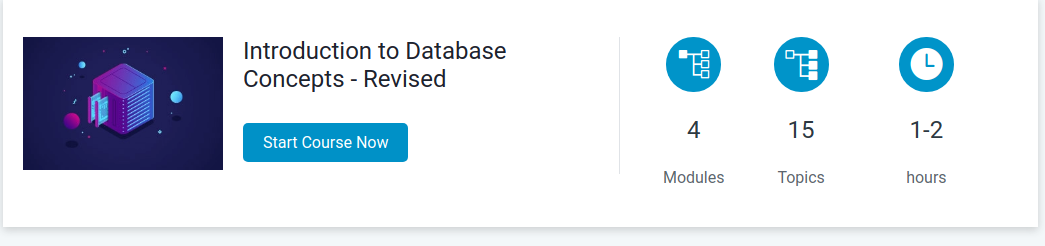 Introduction to Database
Concepts - Revised
Start Course Now
4
15
1-2
Modules
Topics
hours